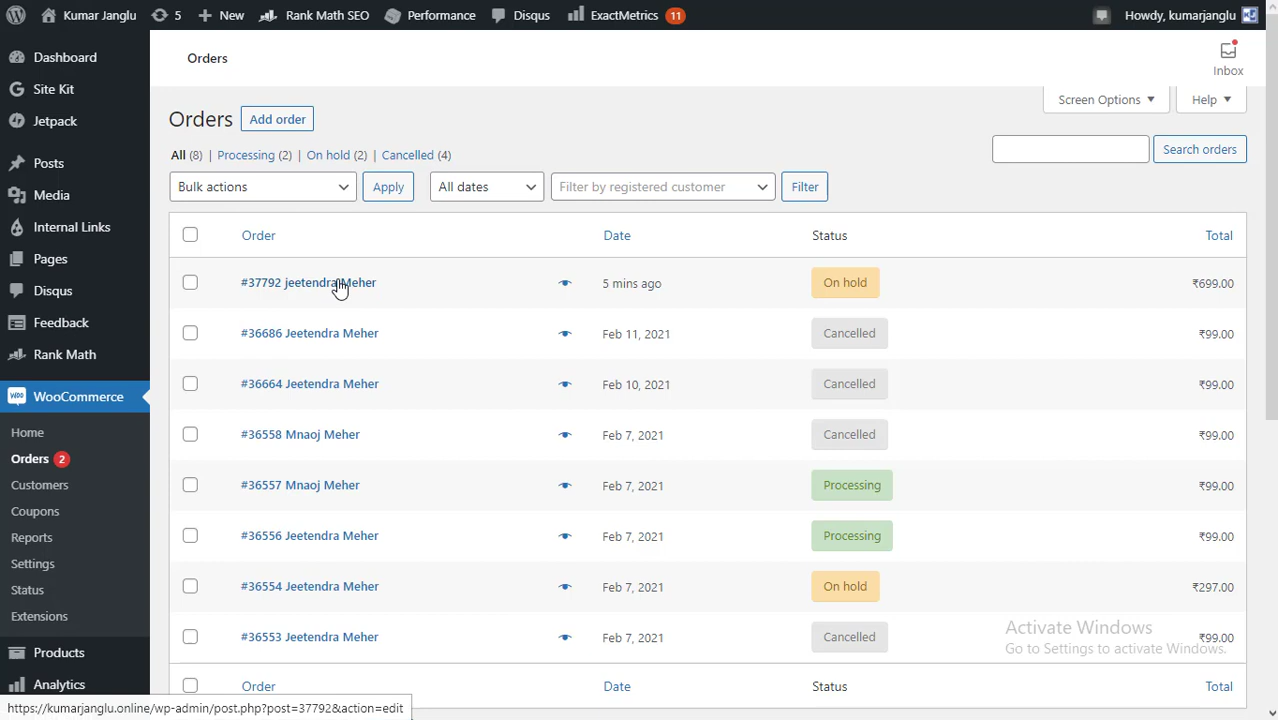 Kumar Janglu 5 New Rank Math SEO Performance Disqus ExactMetrics 11 Howdy, kumarjanglu
Dashboard
Site Kit
Jetpack
Posts
Media
Internal Links
Pages
Disqus
Feedback
Rank Math
WooCommerce
Home
Orders 2
Customers
Coupons
Reports
Settings
Status
Extensions
Products
Analytics
Orders
Inbox
Screen Options Help
Orders Add order
All (8) | Processing (2) | On hold (2) | Cancelled (4)
Search orders
Bulk actions Apply All dates Filter by registered customer Filter
Order Date Status Total
#37792 jeetendra Meher 5 mins ago On hold ₹699.00
#36686 Jeetendra Meher Feb 11, 2021 Cancelled ₹99.00
#36664 Jeetendra Meher Feb 10, 2021 Cancelled ₹99.00
#36558 Mnaoj Meher Feb 7, 2021 Cancelled ₹99.00
#36557 Mnaoj Meher Feb 7, 2021 Processing ₹99.00
#36556 Jeetendra Meher Feb 7, 2021 Processing ₹99.00
#36554 Jeetendra Meher Feb 7, 2021 On hold ₹297.00
#36553 Jeetendra Meher Feb 7, 2021 Cancelled ₹99.00
Order Date Status Total
Activate Windows
Go to Settings to activate Windows.
https://kumarjanglu.online/wp-admin/post.php?post=37792&action=edit